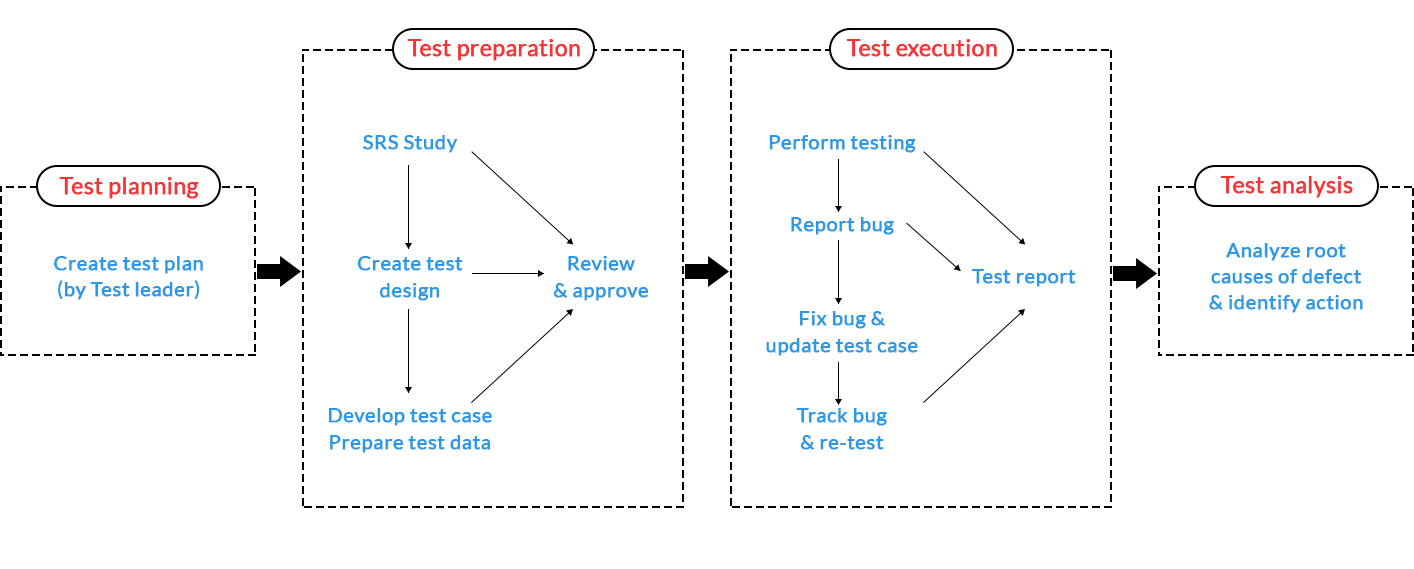 Test planning
Create test plan
(by Test leader)
Test preparation
SRS Study
Create test
design
Review
& approve
Develop test case
Prepare test data
Test execution
Perform testing
Report bug
Test report
Fix bug &
update test case
Track bug
& re-test
Test analysis
Analyze root
causes of defect
& identify action